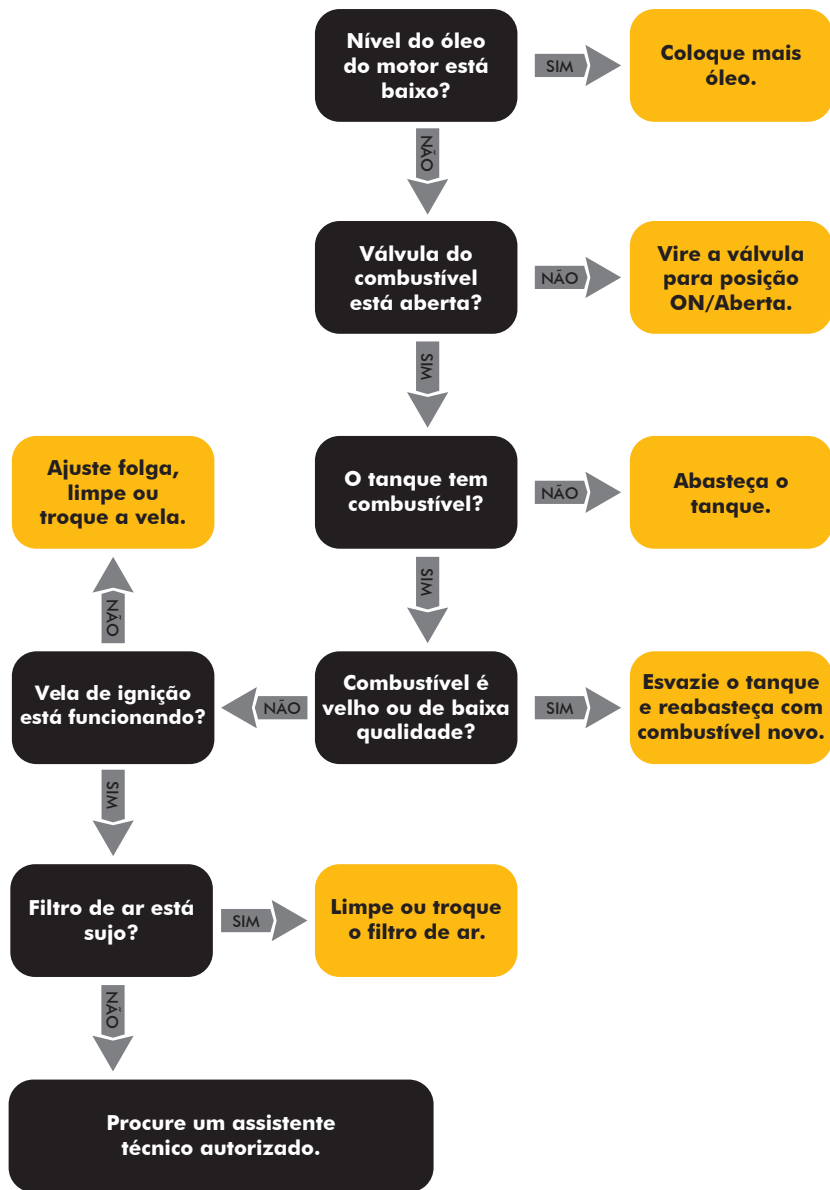 Nível do óleo
do motor está
baixo?
SIM
Coloque mais
óleo.
NÃO
Válvula do
combustível
está aberta?
NÃO
Vire a válvula
para posição
ON/Aberta.
SIM
O tanque tem
combustível?
NÃO
Abasteça o
tanque.
SIM
Combustível é
velho ou de baixa
qualidade?
SIM
Esvazie o tanque
e reabasteça com
combustível novo.
NÃO
Vela de ignição
está funcionando?
NÃO
Ajuste folga,
limpe ou
troque a vela.
SIM
Filtro de ar está
sujo?
SIM
Limpe ou troque
o filtro de ar.
NÃO
Procure um assistente
técnico autorizado.